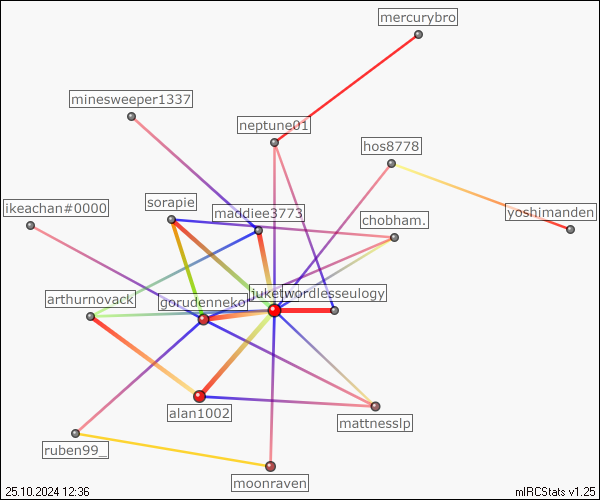 mercurybro
minesweeper1337
neptune01
hos8778
sorapie
maddiee3773
ikeachan#0000
chobham.
yoshimanden
wordlesseulogy
arthurnovack
gorudenneko
alan1002
mattnesslp
ruben99_
moonraven
25.10.2024 12:36
mIRCStats v1.25